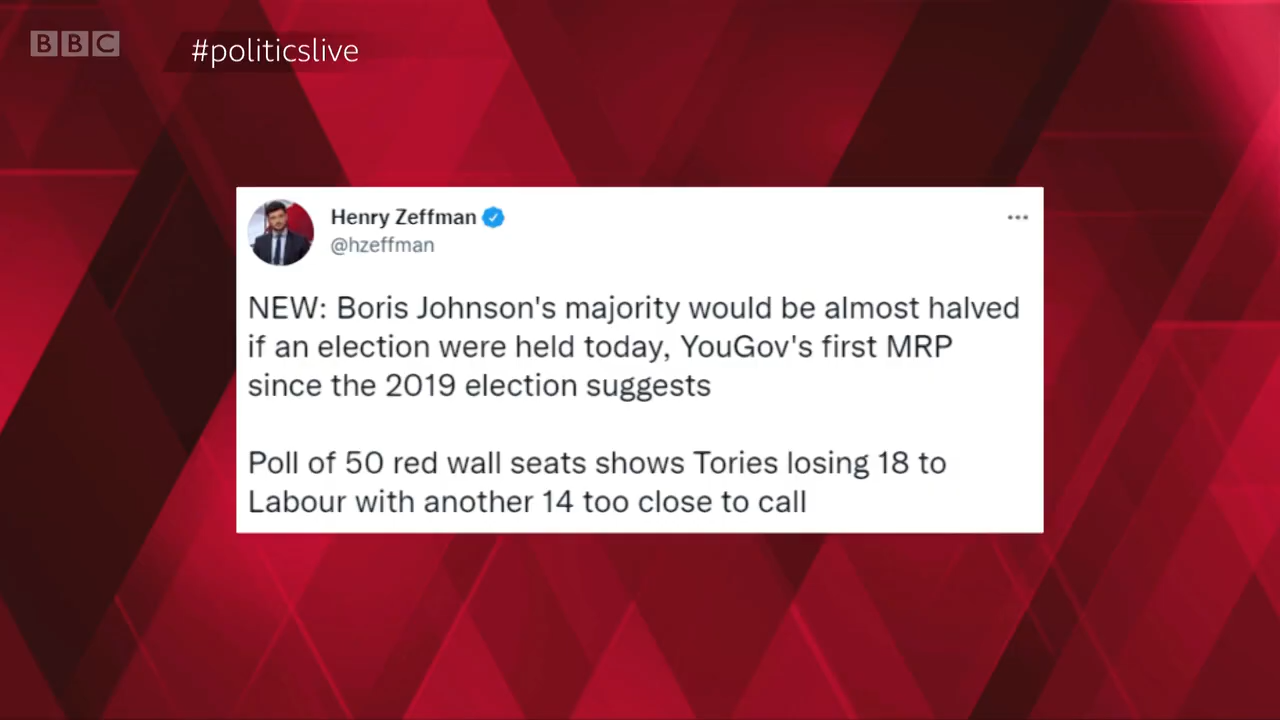 BBC
#politicslive
Henry Zeffman
@hzeffman
NEW: Boris Johnson's majority would be almost halved
if an election were held today, YouGov's first MRP
since the 2019 election suggests
Poll of 50 red wall seats shows Tories losing 18 to
Labour with another 14 too close to call